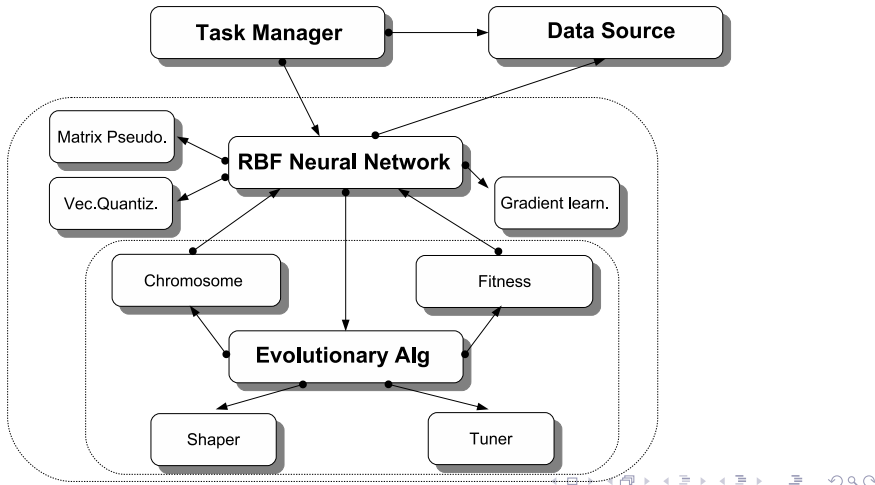 Task Manager
Data Source
Matrix Pseudo.
RBF Neural Network
Vec.Quantiz.
Gradient learn.
Chromosome
Fitness
Evolutionary Alg
Shaper
Tuner